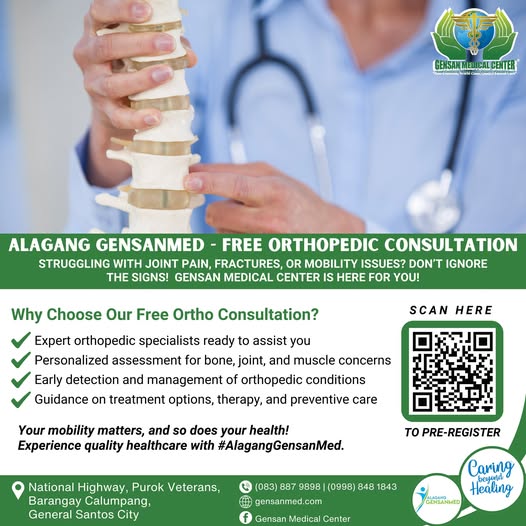 GENSAN MEDICAL CENTER
ALAGANG GENSANMED - FREE ORTHOPEDIC CONSULTATION
STRUGGLING WITH JOINT PAIN, FRACTURES, OR MOBILITY ISSUES? DON'T IGNORE
THE SIGNS! GENSAN MEDICAL CENTER IS HERE FOR YOU!
Why Choose Our Free Ortho Consultation?
Expert orthopedic specialists ready to assist you
Personalized assessment for bone, joint, and muscle concerns
Early detection and management of orthopedic conditions
Guidance on treatment options, therapy, and preventive care
Your mobility matters, and so does your health!
Experience quality healthcare with #AlagangGensanMed.
SCAN HERE
TO PRE-REGISTER
National Highway, Purok Veterans,
Barangay Calumpang,
General Santos City
(083) 887 9898 | (0998) 848 1843
gensanmed.com
Gensan Medical Center
ALAGANG
GENSANMED
Caring
beyond
Healing